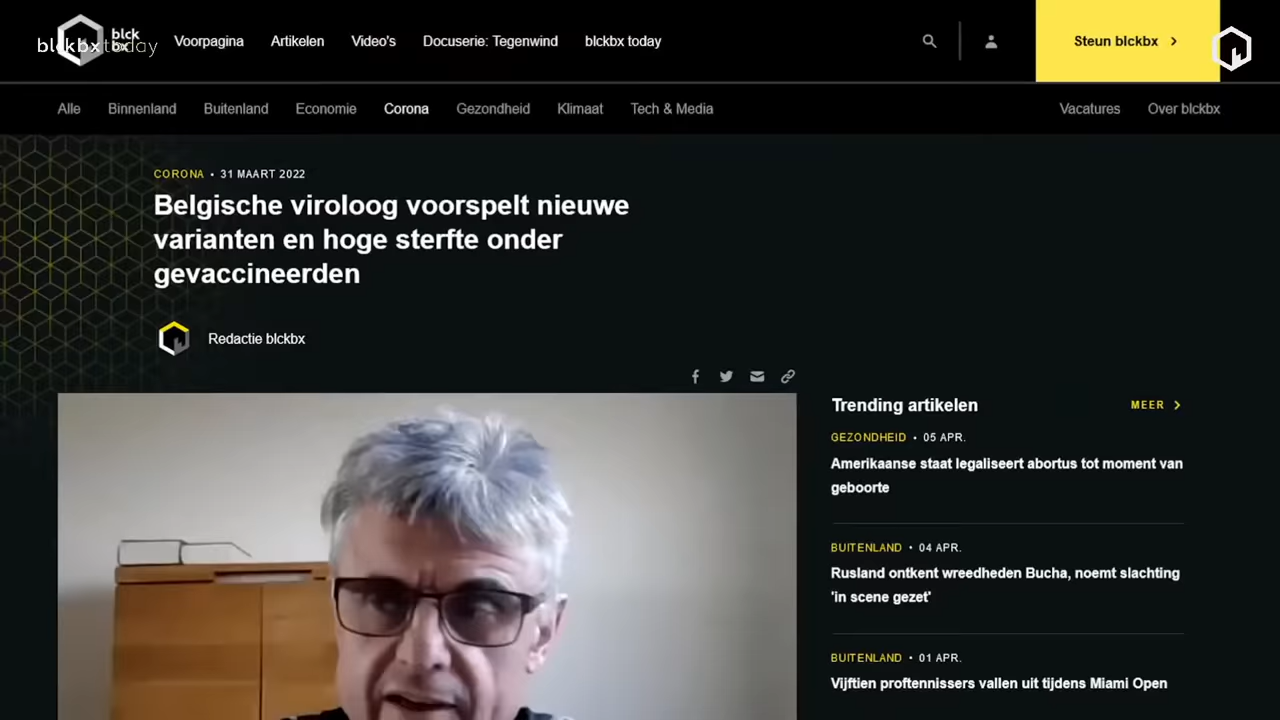 blckbx today
blck
bx
Voorpagina
Artikelen
Video's
Docuserie: Tegenwind
blckbx today
Steun blckbx
Alle
Binnenland
Buitenland
Economie
Corona
Gezondheid
Klimaat
Tech & Media
Vacatures
Over blckbx
CORONA • 31 MAART 2022
Belgische viroloog voorspelt nieuwe
varianten en hoge sterfte onder
gevaccineerden
Redactie blckbx
Trending artikelen
MEER
GEZONDHEID • 05 APR.
Amerikaanse staat legaliseert abortus tot moment van
geboorte
BUITENLAND • 04 APR.
Rusland ontkent wreedheden Bucha, noemt slachting
'in scene gezet'
BUITENLAND • 01 APR.
Vijftien proftennissers vallen uit tijdens Miami Open